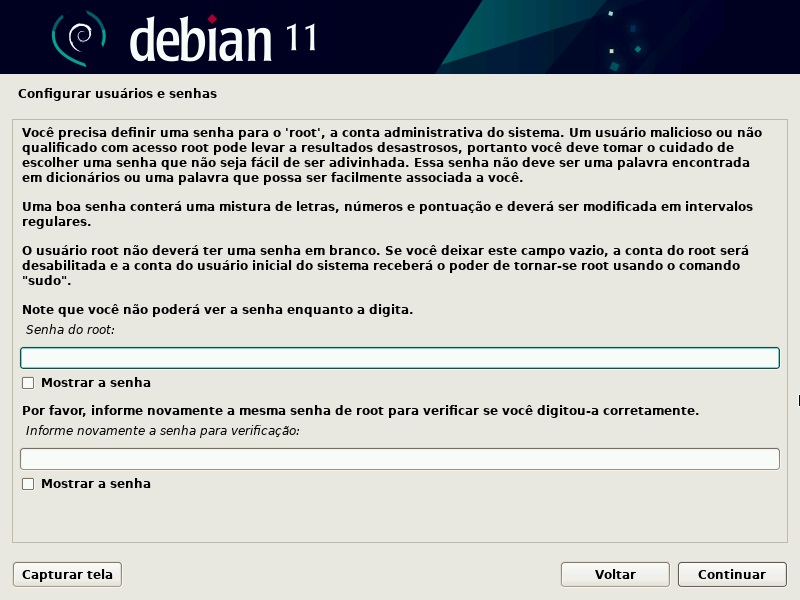 debian 11
Configurar usuários e senhas
Você precisa definir uma senha para o 'root', a conta administrativa do sistema. Um usuário malicioso ou não
qualificado com acesso root pode levar a resultados desastrosos, portanto você deve tomar o cuidado de
escolher uma senha que não seja fácil de ser adivinhada. Essa senha não deve ser uma palavra encontrada
em dicionários ou uma palavra que possa ser facilmente associada a você.
Uma boa senha conterá uma mistura de letras, números e pontuação e deverá ser modificada em intervalos
regulares.
O usuário root não deverá ter uma senha em branco. Se você deixar este campo vazio, a conta do root será
desabilitada e a conta do usuário inicial do sistema receberá o poder de tornar-se root usando o comando
"sudo".
Note que você não poderá ver a senha enquanto a digita.
Senha do root:
Mostrar a senha
Por favor, informe novamente a mesma senha de root para verificar se você digitou-a corretamente.
Informe novamente a senha para verificação:
Mostrar a senha
Capturar tela
Voltar
Continuar